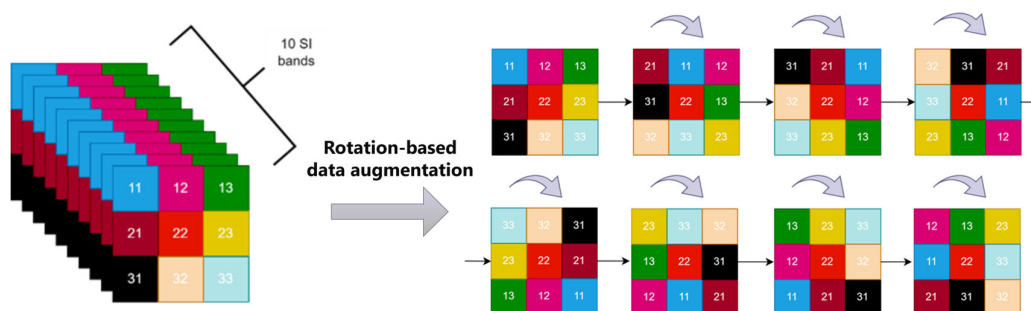 10 SI
bands
11 12 13
21 22 23
31 32 33
Rotation-based
data augmentation
11 12 13
21 22 23
31 32 33
21 11 12
31 22 13
32 33 23
31 21 11
32 22 12
33 23 13
32 31 21
33 22 11
23 13 12
33 32 31
23 22 21
13 12 11
23 33 32
13 22 31
12 11 21
13 23 33
12 22 32
11 21 31
12 13 23
11 22 33
21 31 32